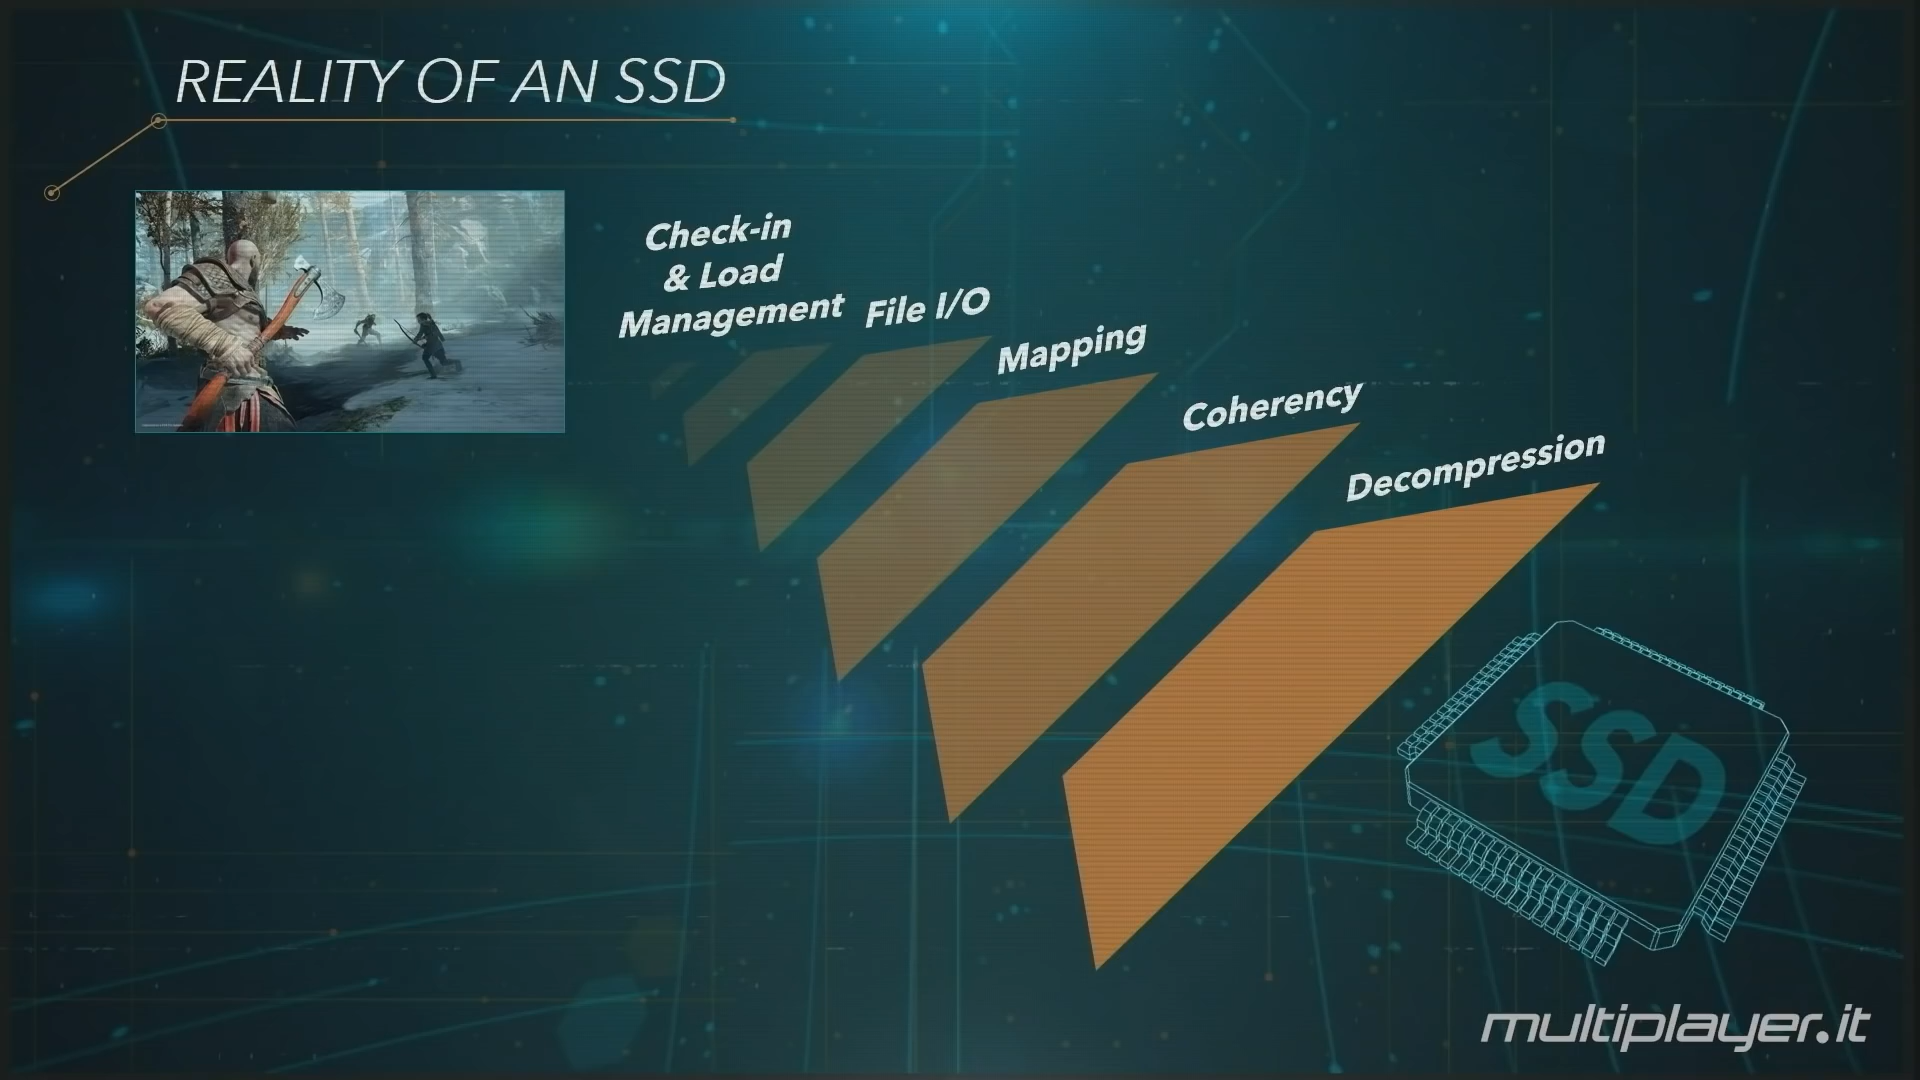 REALITY OF AN SSD
Check-in
& Load
Management
File I/O
Mapping
Coherency
Decompression
SSD
multiplayer.it